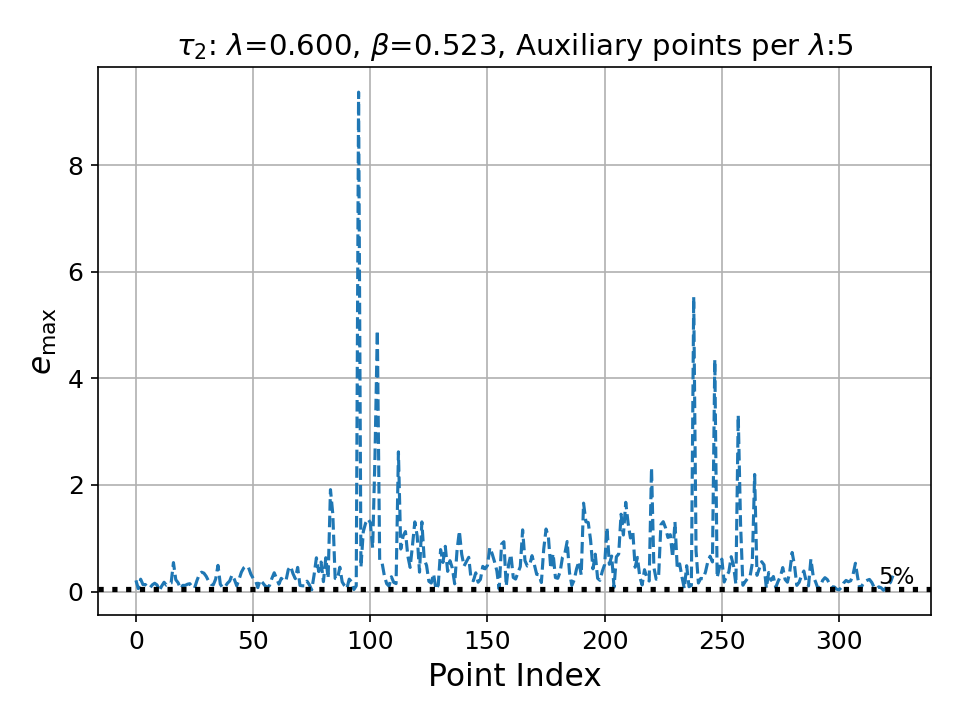 τ₂: λ=0.600, β=0.523, Auxiliary points per λ:5
8
6
4
2
0
e_max
5%
0 50 100 150 200 250 300
Point Index